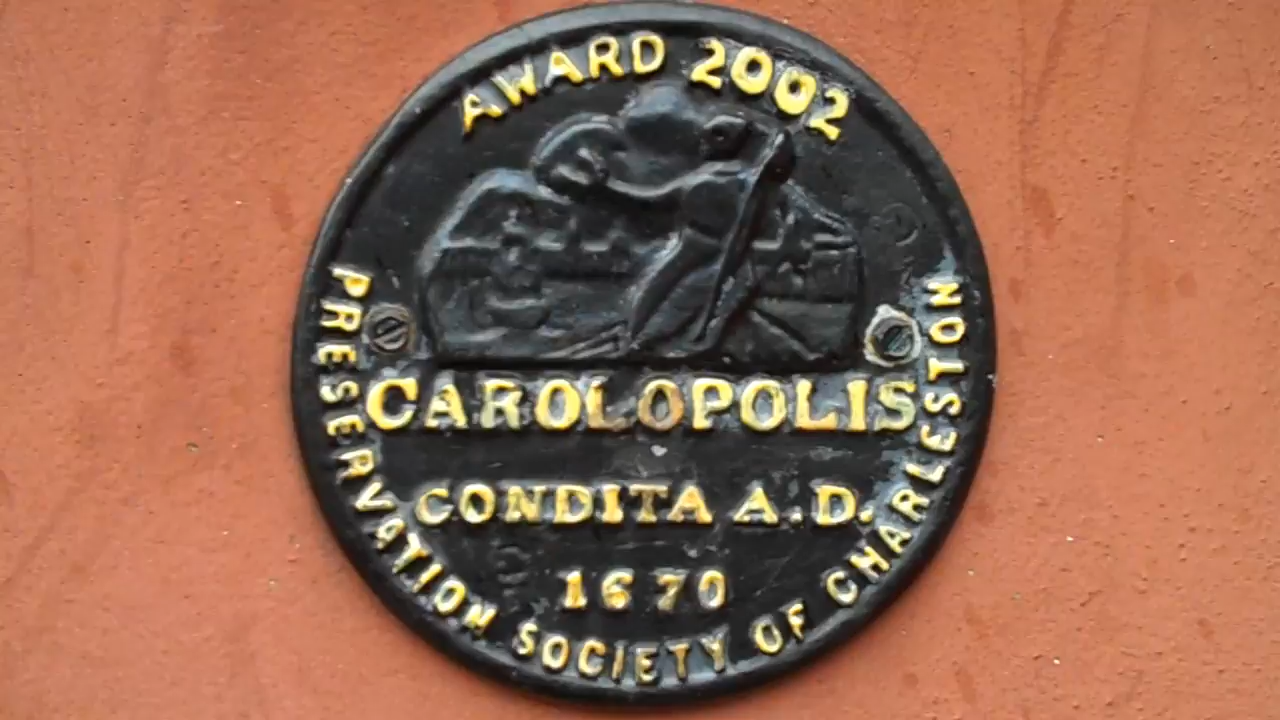 AWARD 2002
CAROLOPOLIS
CONDITA A.D.
1670
PRESERVATION SOCIETY OF CHARLESTON